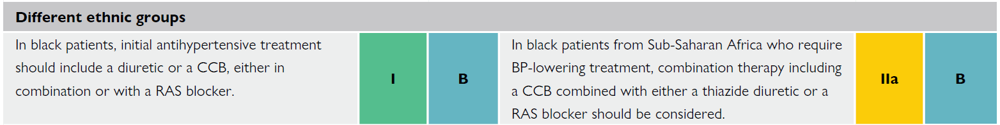 Different ethnic groups
In black patients, initial antihypertensive treatment
should include a diuretic or a CCB, either in
combination or with a RAS blocker.
I
B
In black patients from Sub-Saharan Africa who require
BP-lowering treatment, combination therapy including
a CCB combined with either a thiazide diuretic or a
RAS blocker should be considered.
IIa
B